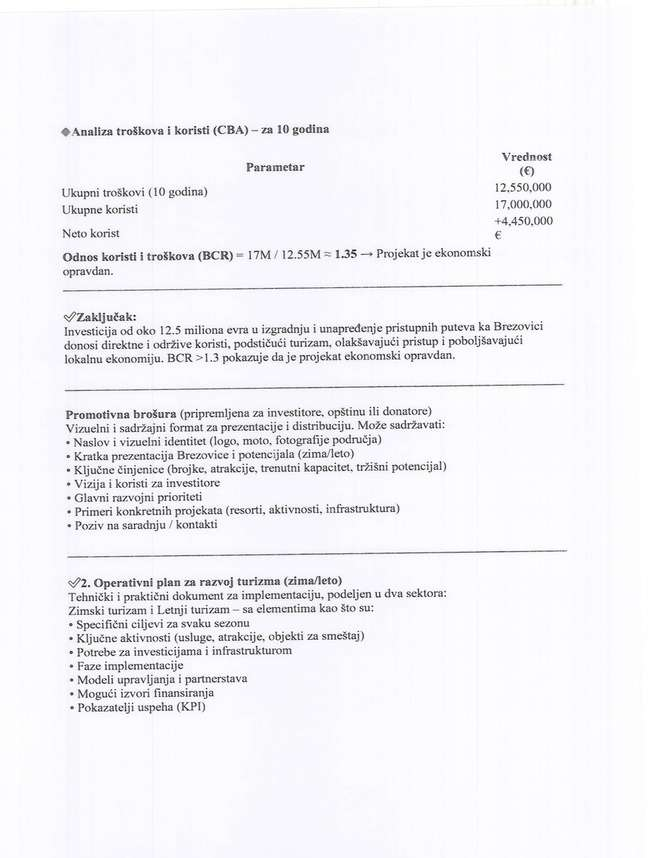 ◆Analiza troškova i koristi (CBA) – za 10 godina
Parametar
Vrednost
(€)
Ukupni troškovi (10 godina)
12,550,000
Ukupne koristi
17,000,000
Neto korist
+4,450,000
€
Odnos koristi i troškova (BCR) = 17M / 12.55M ≈ 1.35 → Projekat je ekonomski
opravdan.
✓Zaključak:
Investicija od oko 12.5 miliona evra u izgradnju i unapređenje pristupnih puteva ka Brezovici
donosi direktne i održive koristi, podstičući turizam, olakšavajući pristup i poboljšavajući
lokalnu ekonomiju. BCR >1.3 pokazuje da je projekat ekonomski opravdan.
Promotivna brošura (pripremljena za investitore, opštinu ili donatore)
Vizuelni i sadržajni format za prezentacije i distribuciju. Može sadržavati:
• Naslov i vizuelni identitet (logo, moto, fotografije područja)
• Kratka prezentacija Brezovice i potencijala (zima/leto)
• Ključne činjenice (brojke, atrakcije, trenutni kapacitet, tržišni potencijal)
• Vizija i koristi za investitore
• Glavni razvojni prioriteti
• Primeri konkretnih projekata (resorti, aktivnosti, infrastruktura)
• Poziv na saradnju / kontakti
✓2. Operativni plan za razvoj turizma (zima/leto)
Tehnički i praktični dokument za implementaciju, podeljen u dva sektora:
Zimski turizam i Letnji turizam – sa elementima kao što su:
• Specifični ciljevi za svaku sezonu
• Ključne aktivnosti (usluge, atrakcije, objekti za smeštaj)
• Potrebe za investicijama i infrastrukturom
• Faze implementacije
• Modeli upravljanja i partnerstava
• Mogući izvori finansiranja
• Pokazatelji uspeha (KPI)